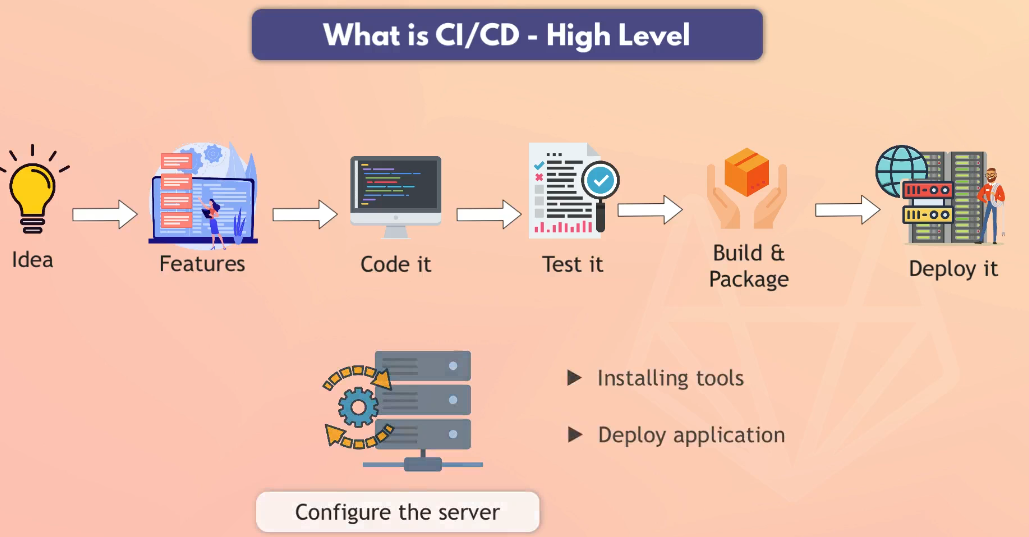 What is CI/CD - High Level
Idea
Features
Code it
Test it
Build &
Package
Deploy it
▶ Installing tools
▶ Deploy application
Configure the server